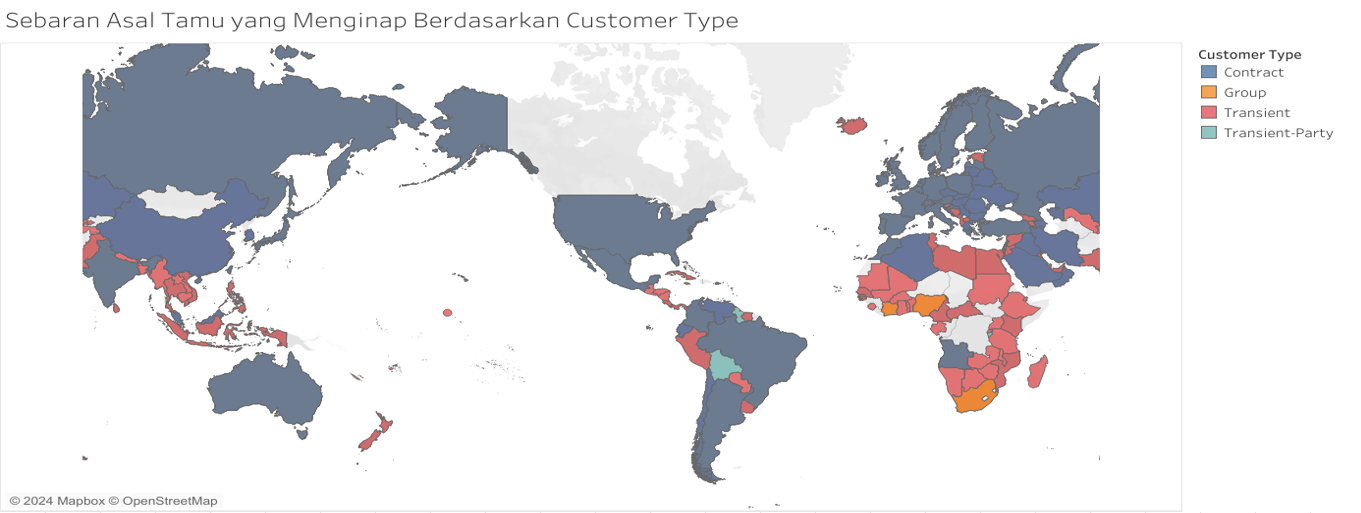 Sebaran Asal Tamu yang Menginap Berdasarkan Customer Type
Customer Type
Contract
Group
Transient
Transient-Party
© 2024 Mapbox © OpenStreetMap